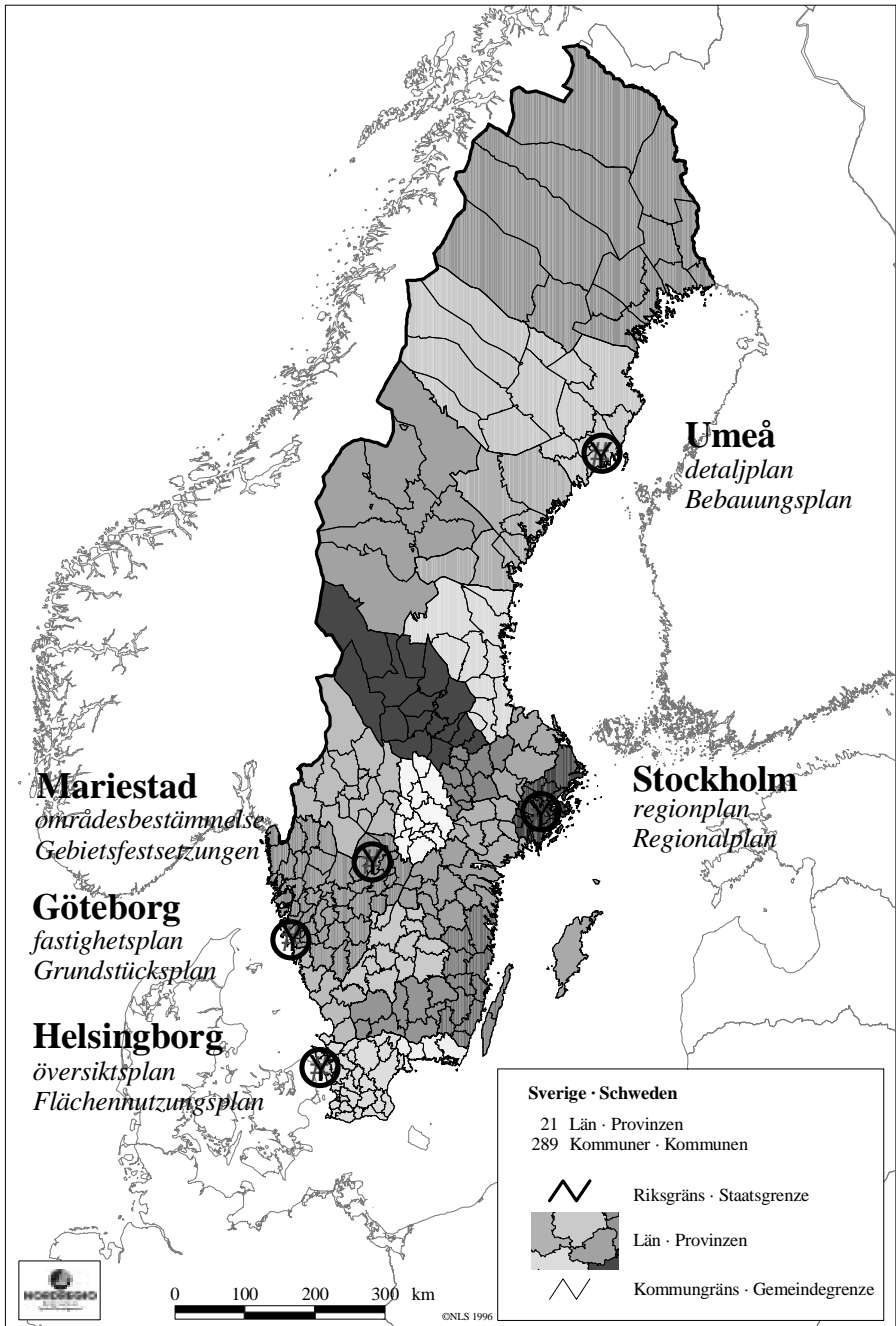 Umeå
detaljplan
Bebauungsplan
Mariestad
områdesbestämmelse
Gebietsfestsetzungen
Stockholm
regionplan
Regionalplan
Göteborg
fastighetsplan
Grundstücksplan
Helsingborg
översiktsplan
Flächennutzungsplan
Sverige · Schweden
21 Län · Provinzen
289 Kommuner · Kommunen
Riksgräns · Staatsgrenze
Län · Provinzen
Kommungräns · Gemeindegrenze
NORDREGIO
0 100 200 300 km
©NLS 1996